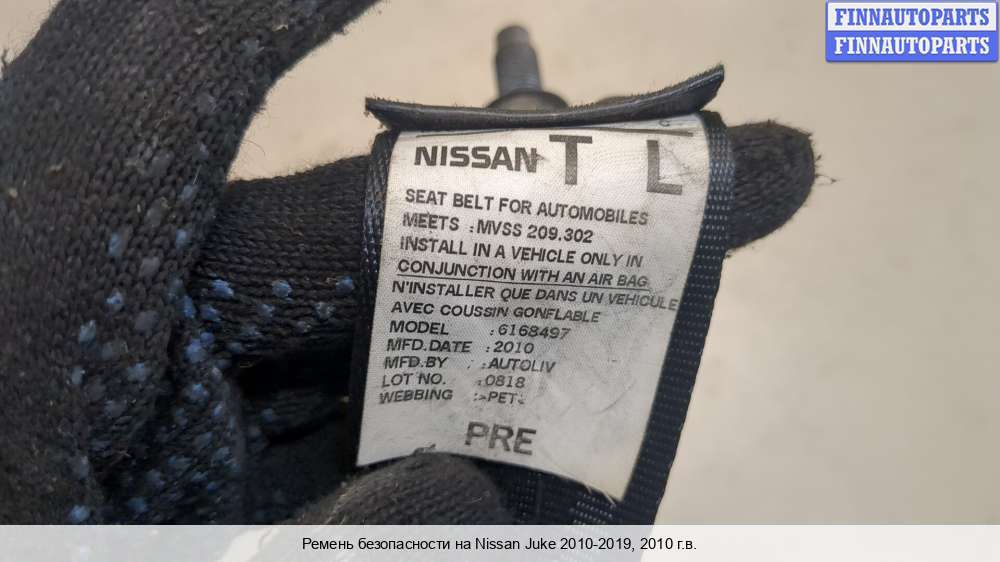 FINNAUTOPARTS
FINNAUTOPARTS
NISSAN T L
SEAT BELT FOR AUTOMOBILES
MEETS :MVSS 209.302
INSTALL IN A VEHICLE ONLY IN
CONJUNCTION WITH AN AIR BAG
N'INSTALLER QUE DANS UN VEHICULE
AVEC COUSSIN GONFLABLE
MODEL :6168497
MFD.DATE :2010
MFD.BY :AUTOLIV
LOT NO. :0818
WEBBING :>PET<
PRE
Ремень безопасности на Nissan Juke 2010-2019, 2010 г.в.